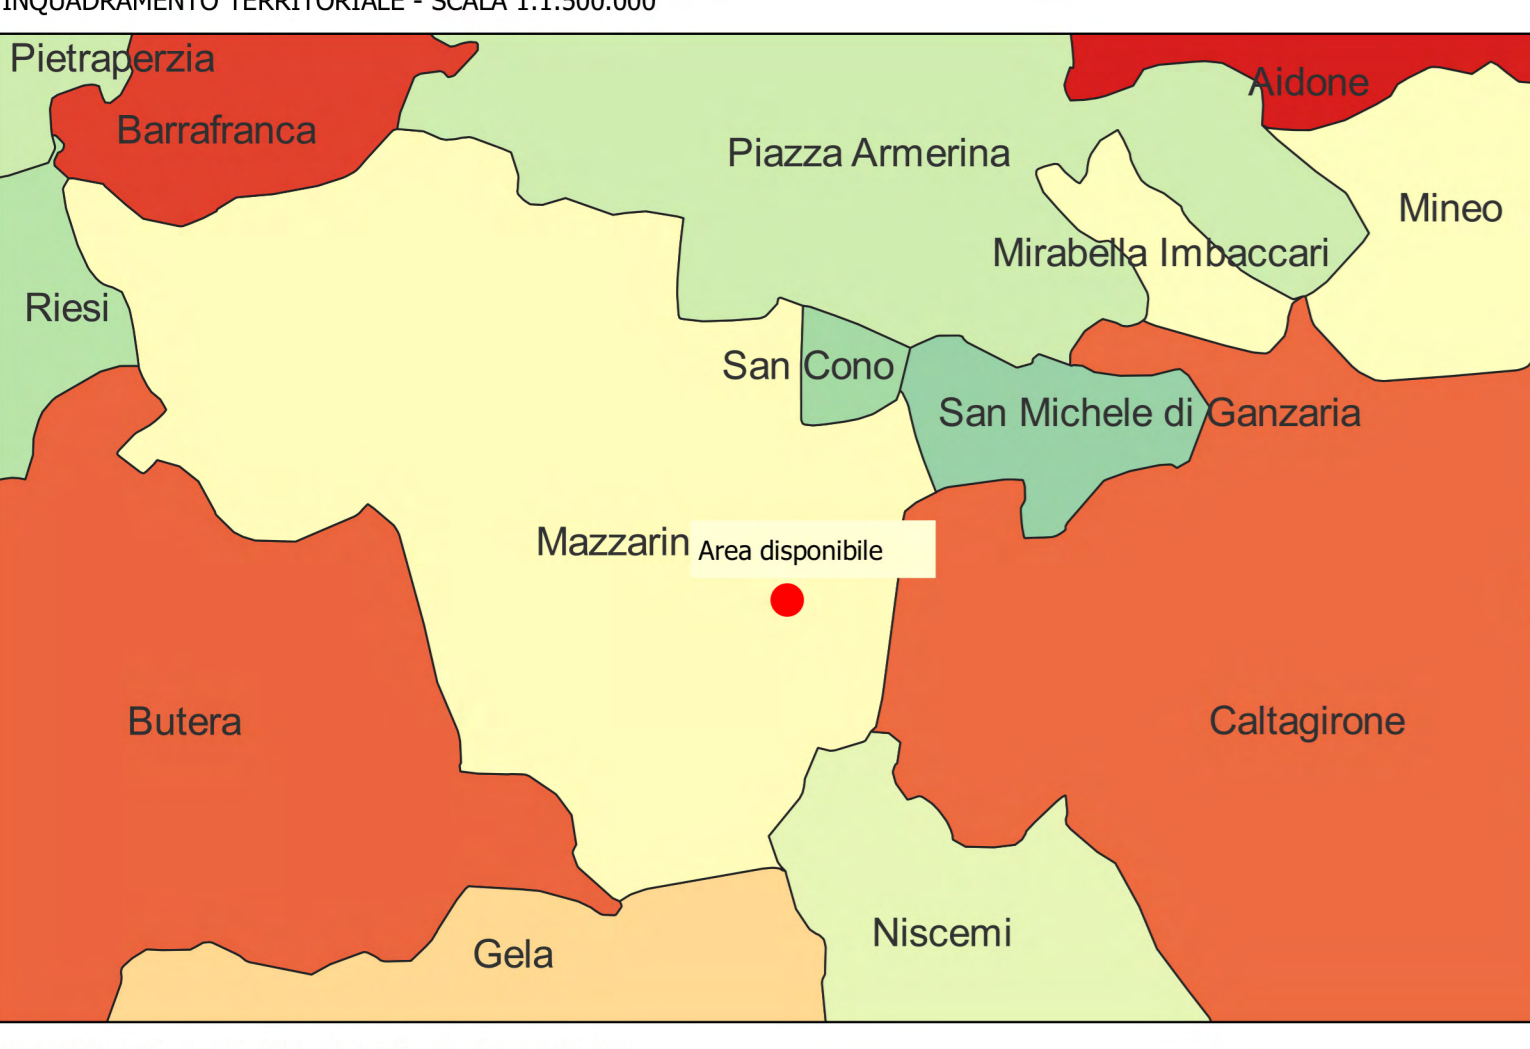 INQUADRAMENTO TERRITORIALE - SCALA 1:1.500.000
Pietraperzia
Aidone
Barrafranca
Piazza Armerina
Mineo
Mirabella Imbaccari
Riesi
San Cono
San Michele di Ganzaria
Mazzarin
Area disponibile
Butera
Caltagirone
Niscemi
Gela